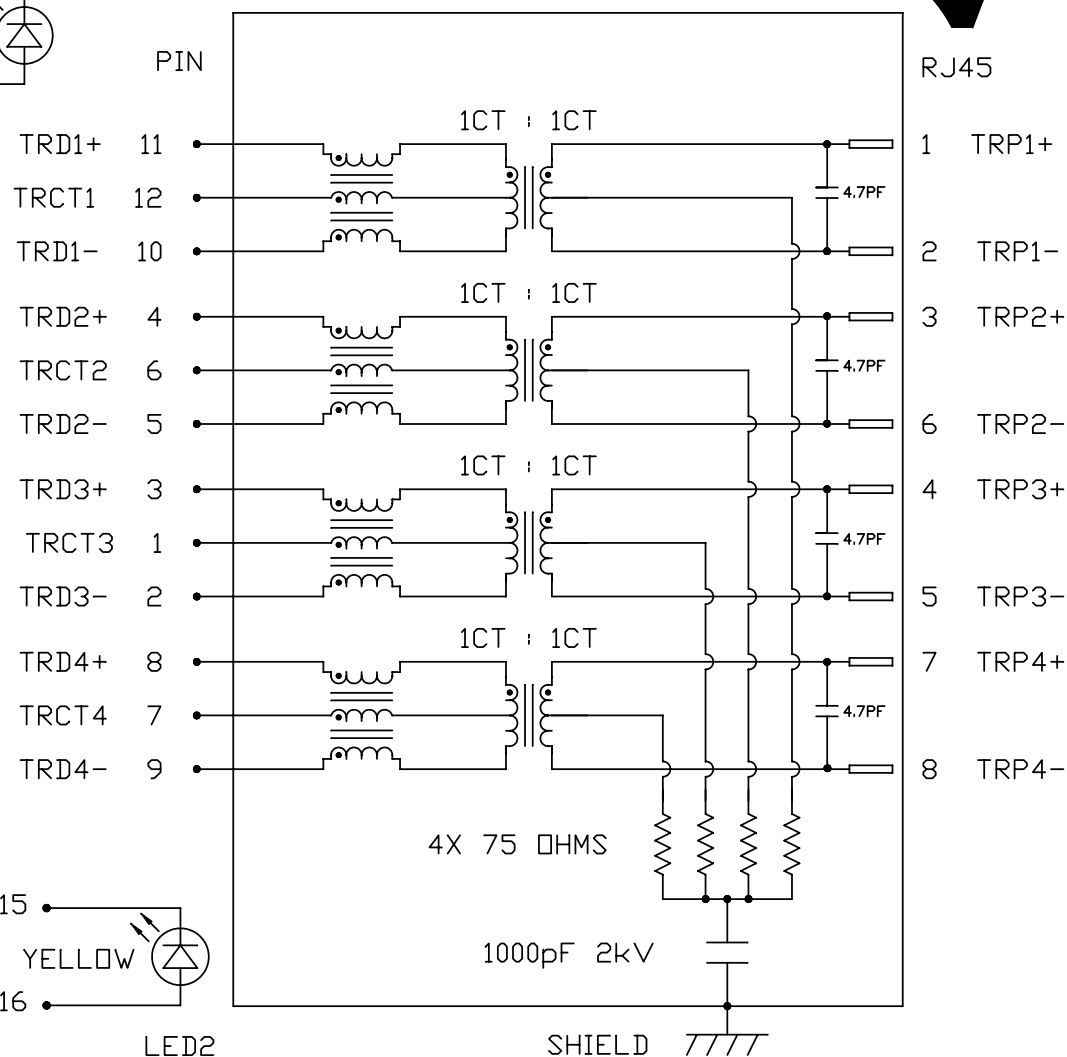 PIN
RJ45
1CT : 1CT
TRD1+ 11 1 TRP1+
4.7PF
TRCT1 12
TRD1- 10 2 TRP1-
1CT : 1CT
TRD2+ 4 3 TRP2+
4.7PF
TRCT2 6
TRD2- 5 6 TRP2-
1CT : 1CT
TRD3+ 3 4 TRP3+
4.7PF
TRCT3 1
TRD3- 2 5 TRP3-
1CT : 1CT
TRD4+ 8 7 TRP4+
4.7PF
TRCT4 7
TRD4- 9 8 TRP4-
4X 75 OHMS
15
1000pF 2kV
YELLOW
16
LED2
SHIELD